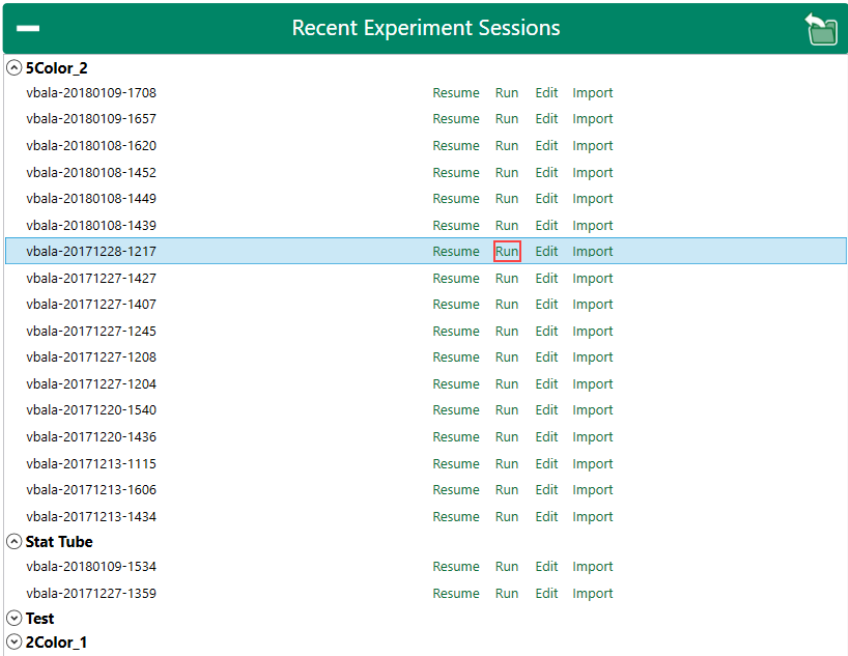 Recent Experiment Sessions
5Color_2
vbala-20180109-1708 Resume Run Edit Import
vbala-20180109-1657 Resume Run Edit Import
vbala-20180108-1620 Resume Run Edit Import
vbala-20180108-1452 Resume Run Edit Import
vbala-20180108-1449 Resume Run Edit Import
vbala-20180108-1439 Resume Run Edit Import
vbala-20171228-1217 Resume Run Edit Import
vbala-20171227-1427 Resume Run Edit Import
vbala-20171227-1407 Resume Run Edit Import
vbala-20171227-1245 Resume Run Edit Import
vbala-20171227-1208 Resume Run Edit Import
vbala-20171227-1204 Resume Run Edit Import
vbala-20171220-1540 Resume Run Edit Import
vbala-20171220-1436 Resume Run Edit Import
vbala-20171213-1115 Resume Run Edit Import
vbala-20171213-1606 Resume Run Edit Import
vbala-20171213-1434 Resume Run Edit Import
Stat Tube
vbala-20180109-1534 Resume Run Edit Import
vbala-20171227-1359 Resume Run Edit Import
Test
2Color_1